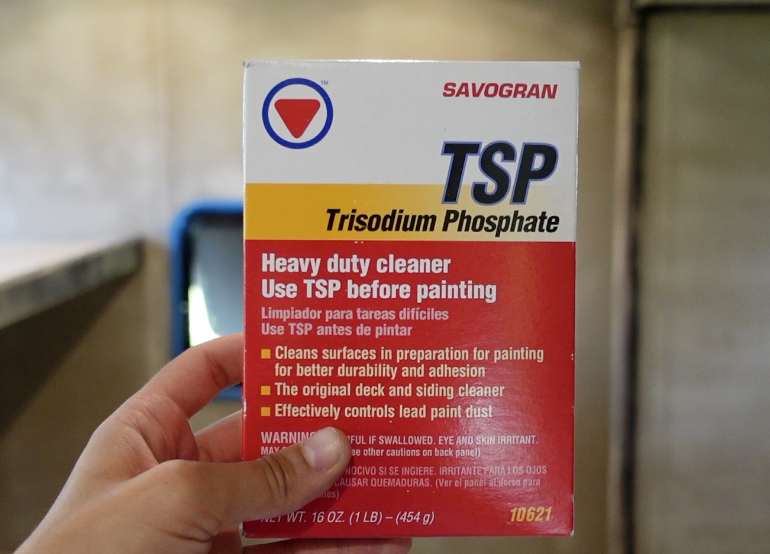 TM
SAVOGRAN
TSP
Trisodium Phosphate
Heavy duty cleaner
Use TSP before painting
Limpiador para tareas difíciles
Use TSP antes de pintar
Cleans surfaces in preparation for painting
for better durability and adhesion
The original deck and siding cleaner
Effectively controls lead paint dust
WARNING IF SWALLOWED. EYE AND SKIN IRRITANT.
other cautions on back panel)
NOCIVO SI SE INGIERE. IRRITANTE PARA LOS OJOS
CAUSAR QUEMADURAS. (Ver el panel al dorso para
NET WT. 16 OZ. (1 LB) – (454 g)
10621